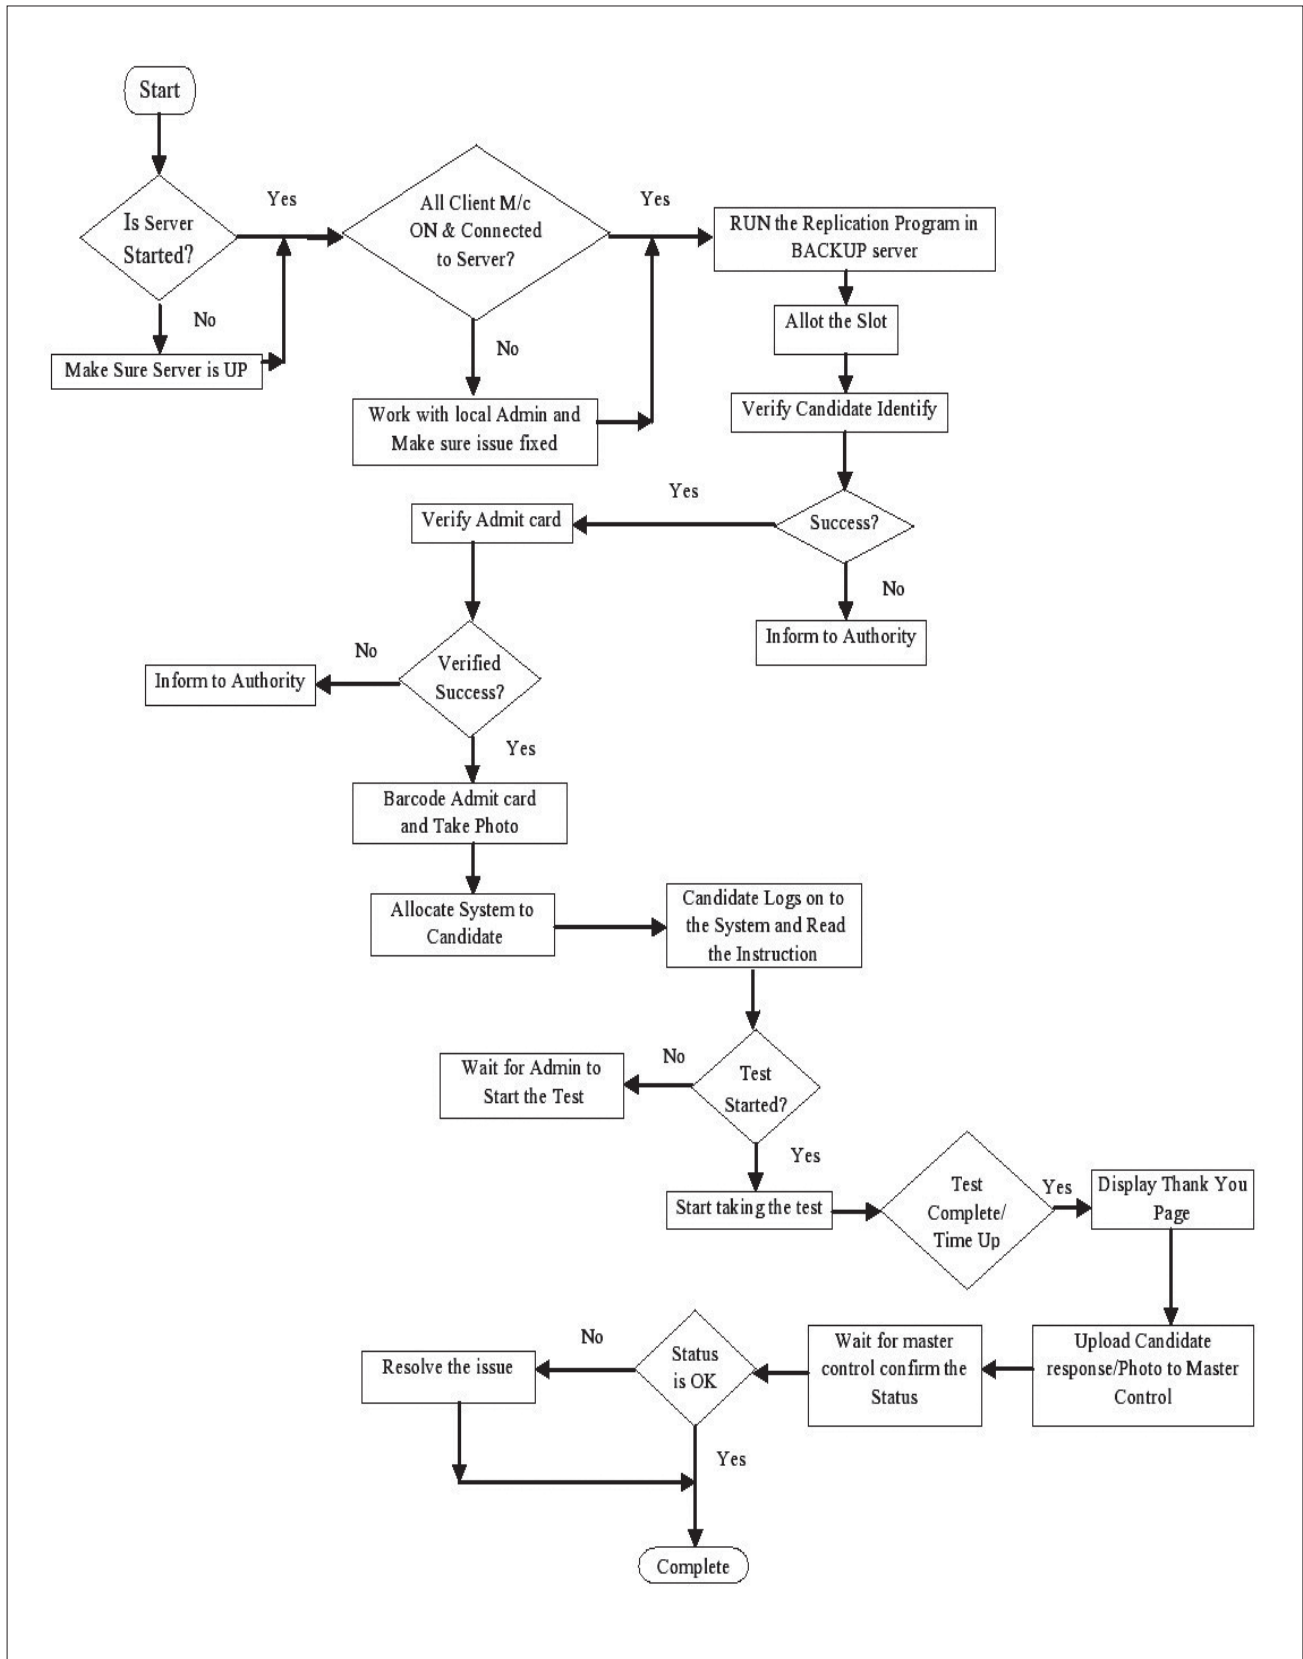 Start
Is Server
Started?
Yes
No
Make Sure Server is UP
All Client M/c
ON & Connected
to Server?
Yes
No
Work with local Admin and
Make sure issue fixed
RUN the Replication Program in
BACKUP server
Allot the Slot
Verify Candidate Identify
Success?
Yes
No
Inform to Authority
Verify Admit card
Verified
Success?
No
Inform to Authority
Yes
Barcode Admit card
and Take Photo
Allocate System to
Candidate
Candidate Logs on to
the System and Read
the Instruction
Test
Started?
No
Wait for Admin to
Start the Test
Yes
Start taking the test
Test
Complete/
Time Up
Yes
Display Thank You
Page
Upload Candidate
response/Photo to Master
Control
Wait for master
control confirm the
Status
Status
is OK
No
Resolve the issue
Yes
Complete